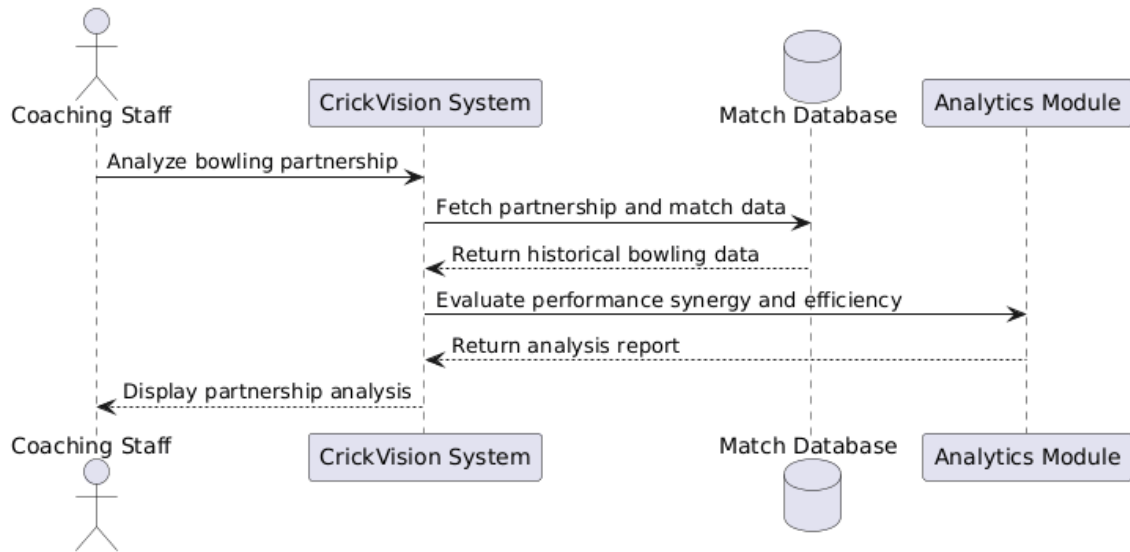 Coaching Staff
CrickVision System
Match Database
Analytics Module
Analyze bowling partnership
Fetch partnership and match data
Return historical bowling data
Evaluate performance synergy and efficiency
Return analysis report
Display partnership analysis
Coaching Staff
CrickVision System
Match Database
Analytics Module